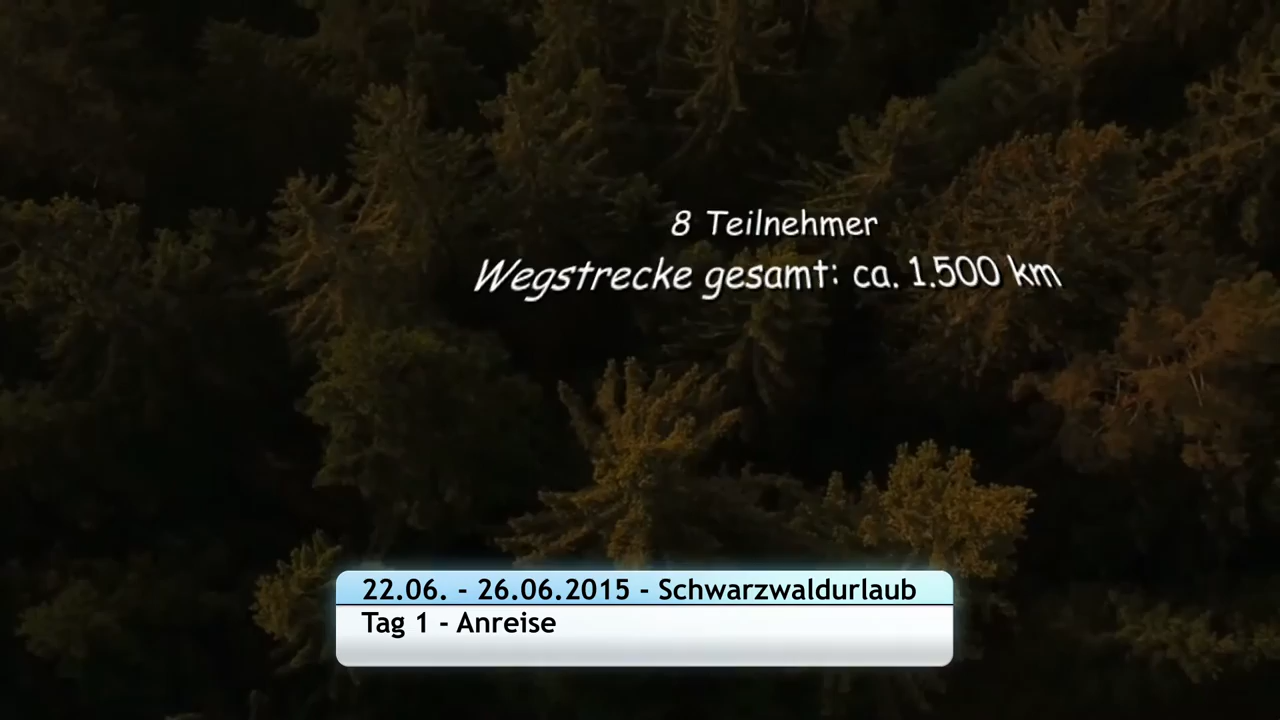 8 Teilnehmer
Wegstrecke gesamt: ca. 1.500 km
22.06. - 26.06.2015 - Schwarzwaldurlaub
Tag 1 - Anreise